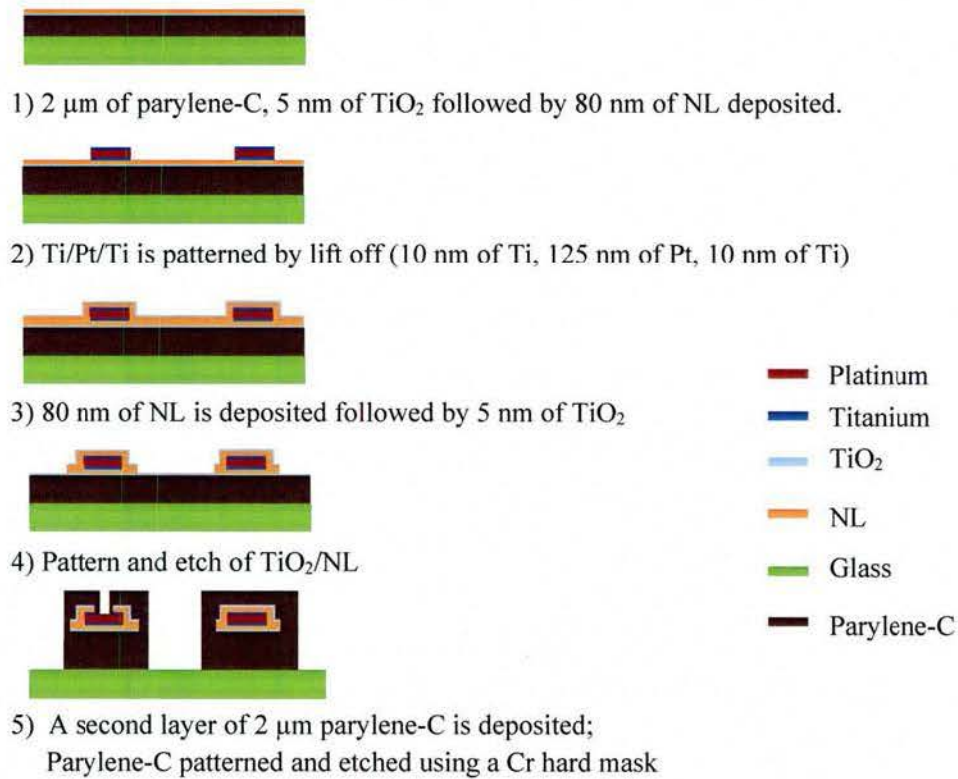 1) 2 μm of parylene-C, 5 nm of TiO₂ followed by 80 nm of NL deposited.
2) Ti/Pt/Ti is patterned by lift off (10 nm of Ti, 125 nm of Pt, 10 nm of Ti)
3) 80 nm of NL is deposited followed by 5 nm of TiO₂
4) Pattern and etch of TiO₂/NL
5) A second layer of 2 μm parylene-C is deposited;
Parylene-C patterned and etched using a Cr hard mask
Platinum
Titanium
TiO₂
NL
Glass
Parylene-C